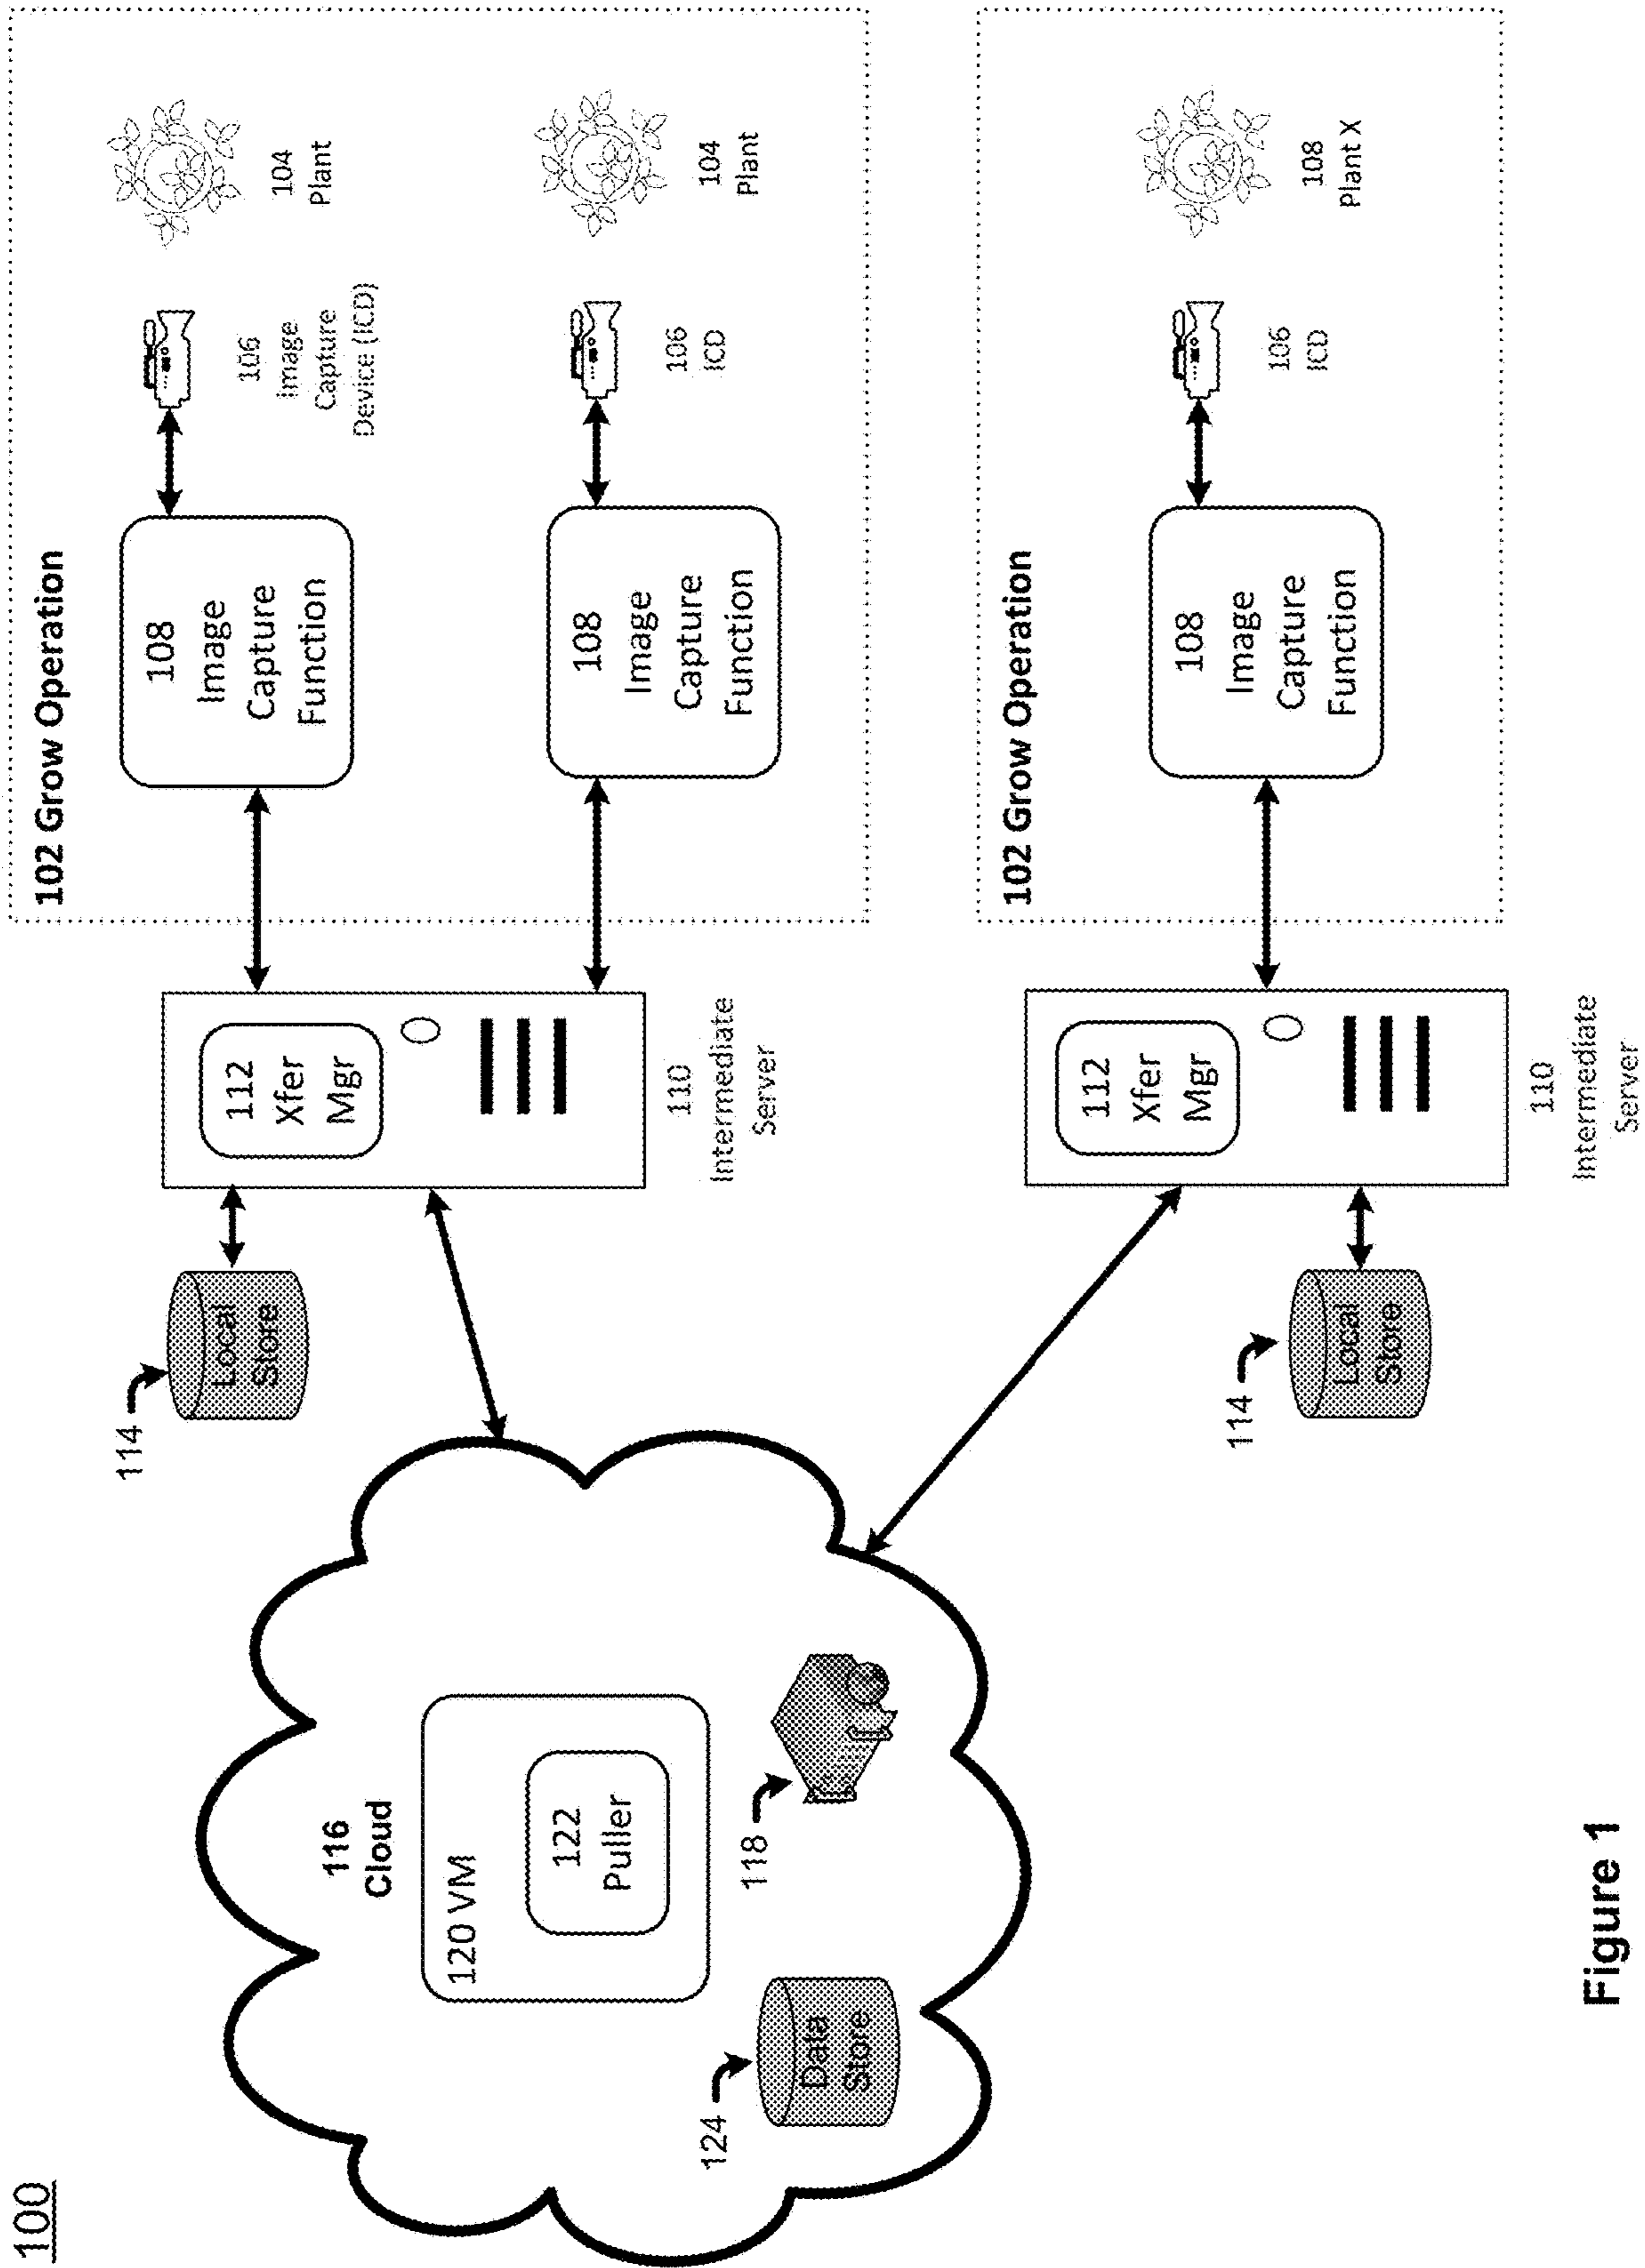 100
116
Cloud
120 VM
122
Puller
118
124
Data
Store
114
Local
Store
112
Xfer
Mgr
110
Intermediate
Server
102 Grow Operation
108
Image
Capture
Function
106
Image
Capture
Device (ICD)
104
Plant
108
Image
Capture
Function
106
ICD
104
Plant
114
Local
Store
112
Xfer
Mgr
110
Intermediate
Server
102 Grow Operation
108
Image
Capture
Function
106
ICD
108
Plant X
Figure 1